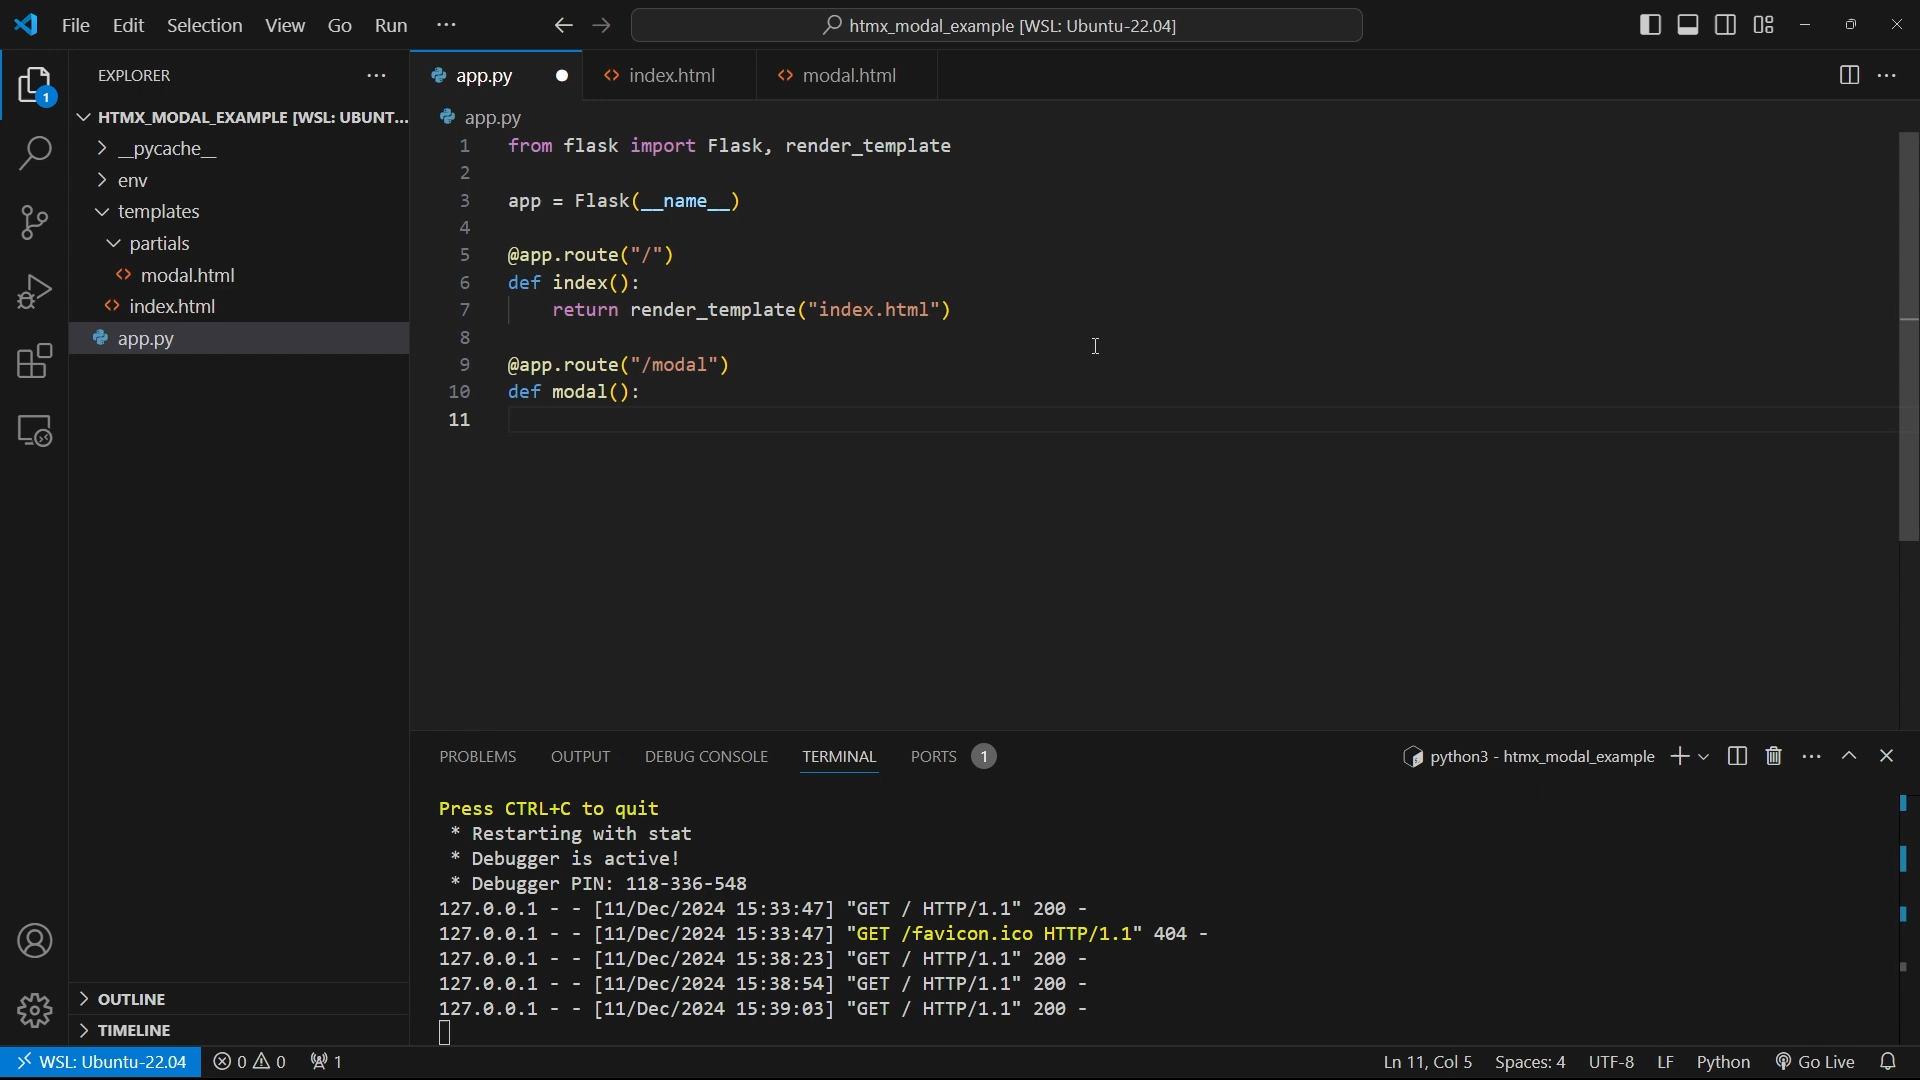 File Edit Selection View Go Run ··· htmx_modal_example [WSL: Ubuntu-22.04]
EXPLORER ···
app.py index.html modal.html ···
HTMX_MODAL_EXAMPLE [WSL: UBUNT...
__pycache__
env
templates
partials
modal.html
index.html
app.py
app.py
1 from flask import Flask, render_template
2
3 app = Flask(__name__)
4
5 @app.route("/")
6 def index():
7 return render_template("index.html")
8
9 @app.route("/modal")
10 def modal():
11
1
PROBLEMS OUTPUT DEBUG CONSOLE TERMINAL PORTS 1 python3 - htmx_modal_example ···
Press CTRL+C to quit
* Restarting with stat
* Debugger is active!
* Debugger PIN: 118-336-548
127.0.0.1 - - [11/Dec/2024 15:33:47] "GET / HTTP/1.1" 200 -
127.0.0.1 - - [11/Dec/2024 15:33:47] "GET /favicon.ico HTTP/1.1" 404 -
127.0.0.1 - - [11/Dec/2024 15:38:23] "GET / HTTP/1.1" 200 -
127.0.0.1 - - [11/Dec/2024 15:38:54] "GET / HTTP/1.1" 200 -
127.0.0.1 - - [11/Dec/2024 15:39:03] "GET / HTTP/1.1" 200 -
OUTLINE
TIMELINE
WSL: Ubuntu-22.04 0 0 1 Ln 11, Col 5 Spaces: 4 UTF-8 LF Python Go Live